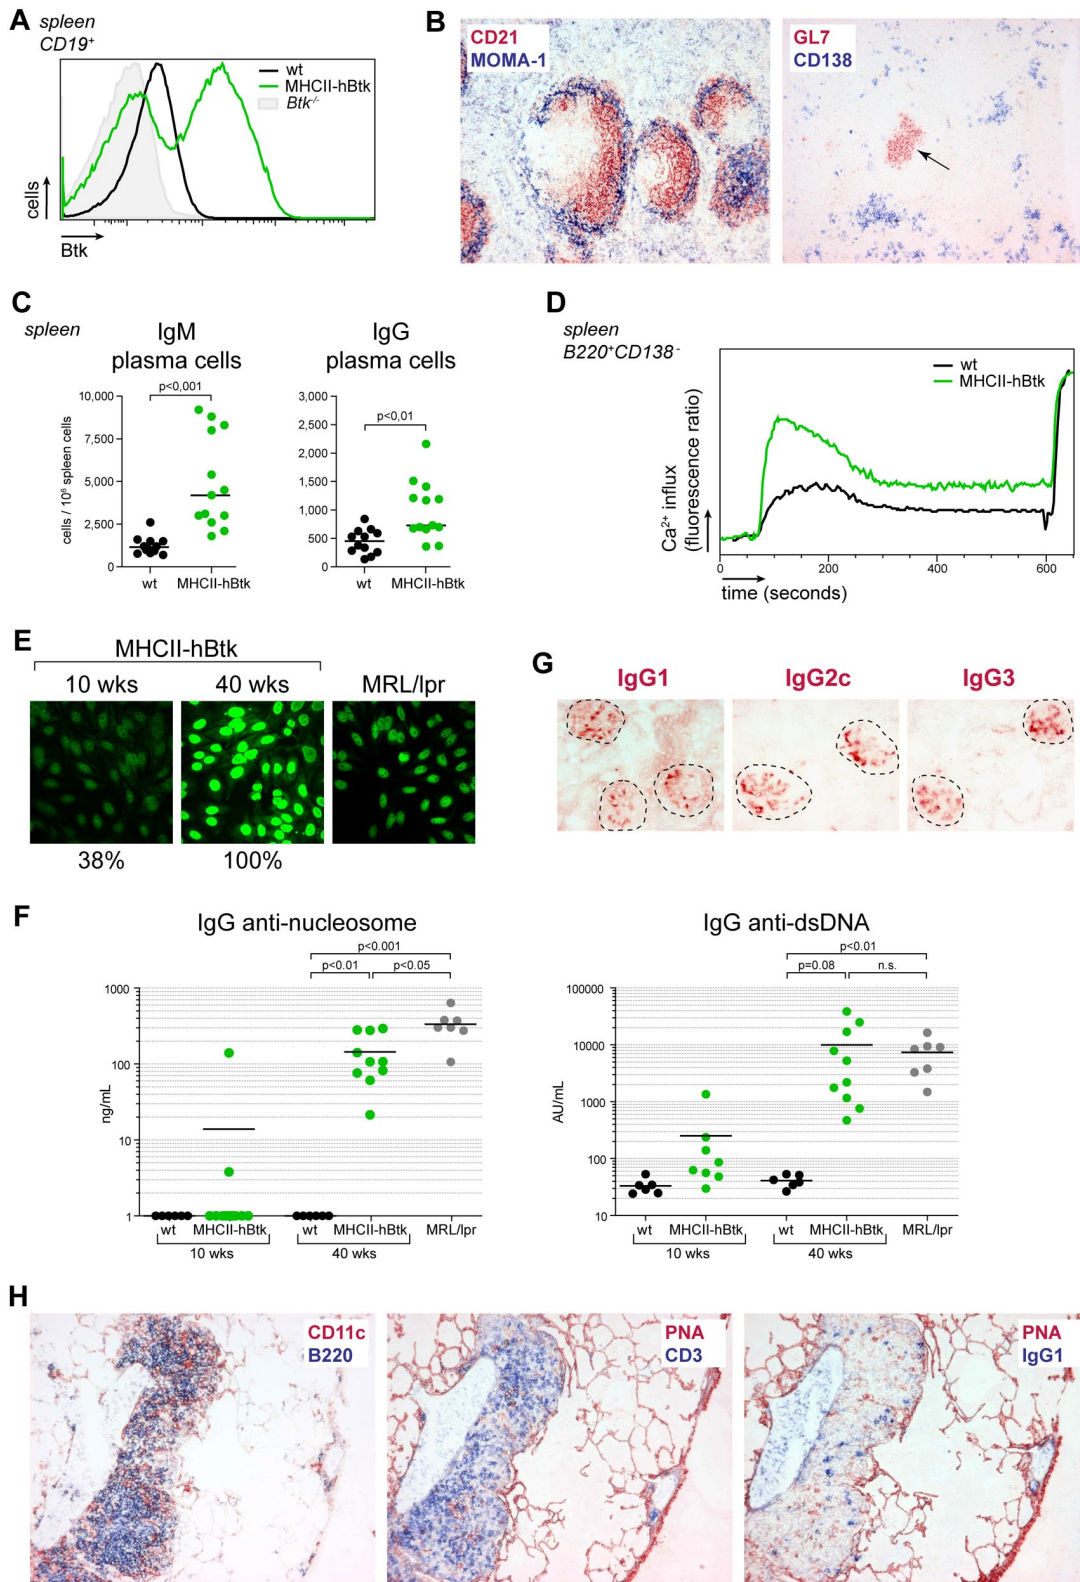 A
spleen
CD19⁺
wt
MHCII-hBtk
Btk⁻/⁻
cells
Btk
B
CD21
MOMA-1
GL7
CD138
C
spleen
IgM
plasma cells
p<0,001
10,000
7,500
5,000
2,500
0
cells / 10⁶ spleen cells
wt
MHCII-hBtk
IgG
plasma cells
p<0,01
3,000
2,500
2,000
1,500
1,000
500
0
wt
MHCII-hBtk
D
spleen
B220⁺CD138⁻
wt
MHCII-hBtk
Ca²⁺ influx
(fluorescence ratio)
0
200
400
600
time (seconds)
E
MHCII-hBtk
10 wks
40 wks
MRL/lpr
38%
100%
G
IgG1
IgG2c
IgG3
F
IgG anti-nucleosome
p<0.001
p<0.01
p<0.05
1000
100
10
1
ng/mL
wt
MHCII-hBtk
wt
MHCII-hBtk
MRL/lpr
10 wks
40 wks
IgG anti-dsDNA
p<0.01
p=0.08
n.s.
100000
10000
1000
100
10
AU/mL
wt
MHCII-hBtk
wt
MHCII-hBtk
MRL/lpr
10 wks
40 wks
H
CD11c
B220
PNA
CD3
PNA
IgG1